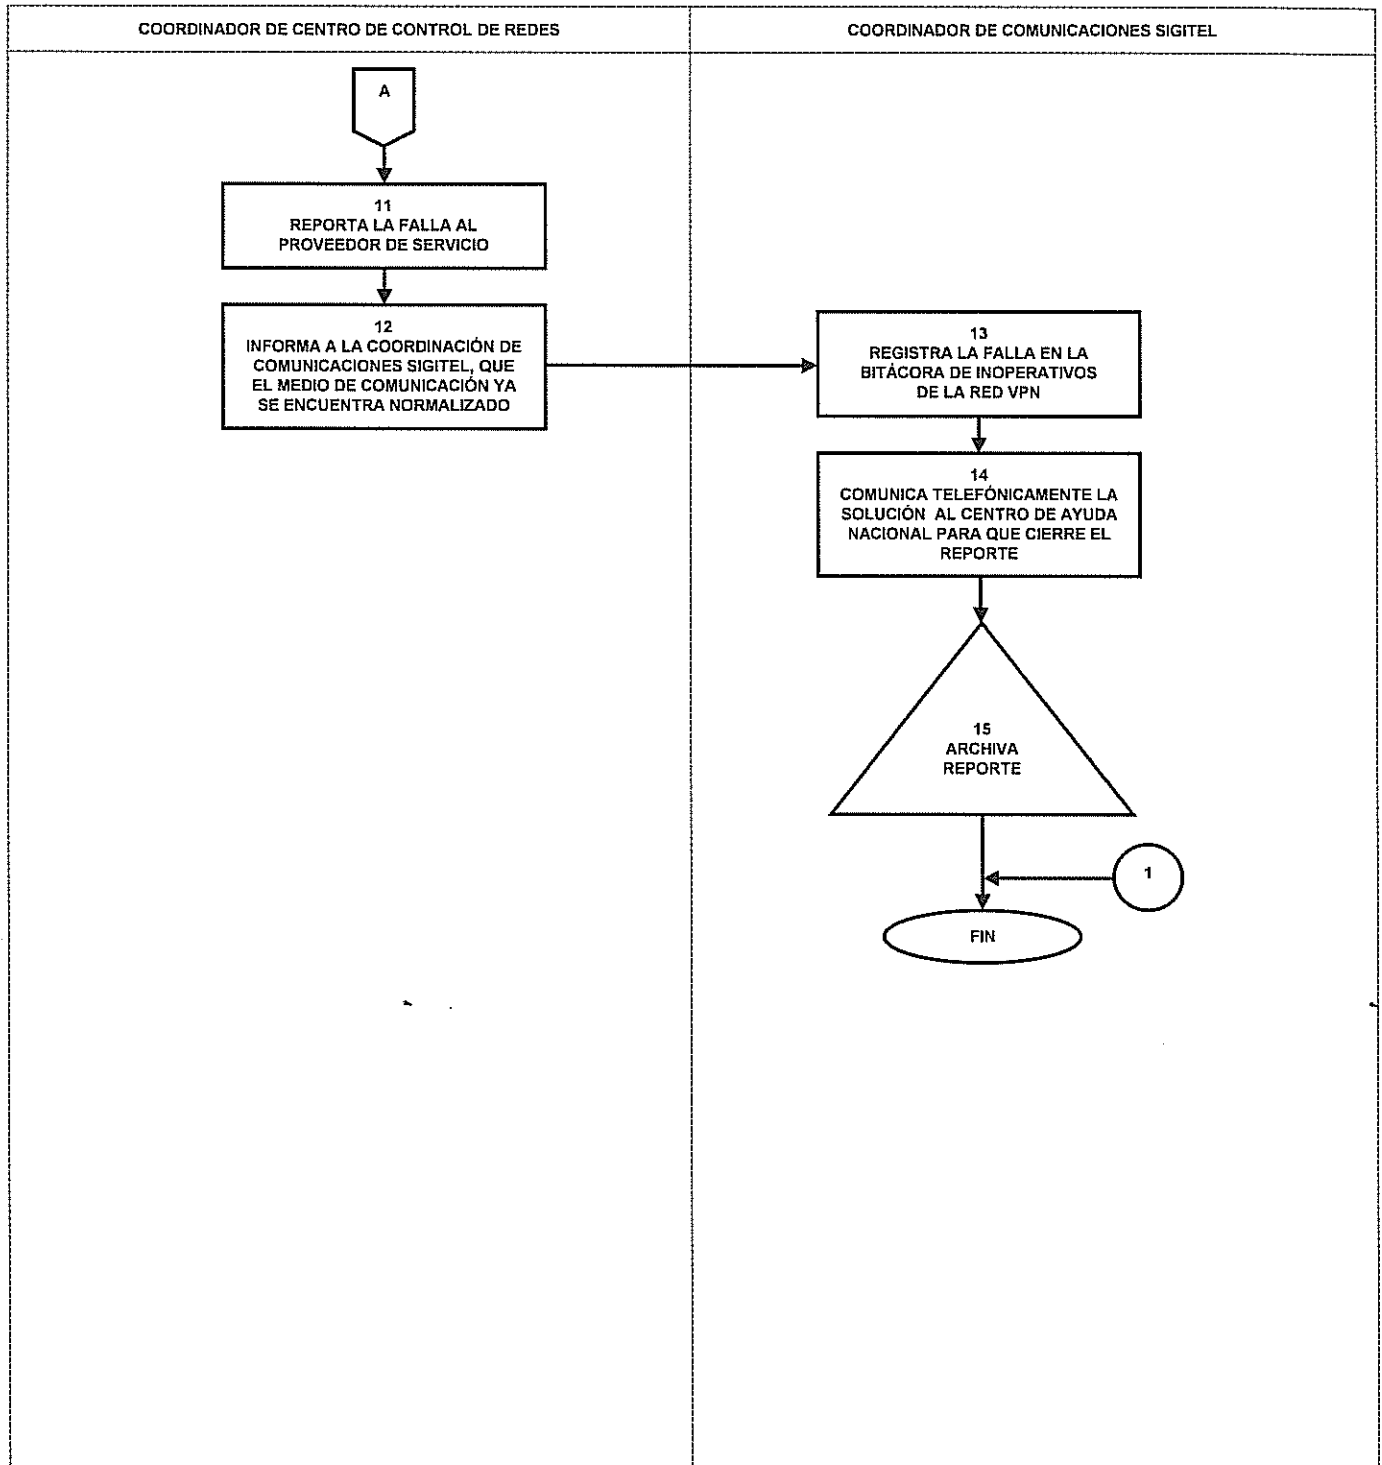 COORDINADOR DE CENTRO DE CONTROL DE REDES
COORDINADOR DE COMUNICACIONES SIGITEL
A
11
REPORTA LA FALLA AL
PROVEEDOR DE SERVICIO
12
INFORMA A LA COORDINACIÓN DE
COMUNICACIONES SIGITEL, QUE
EL MEDIO DE COMUNICACIÓN YA
SE ENCUENTRA NORMALIZADO
13
REGISTRA LA FALLA EN LA
BITÁCORA DE INOPERATIVOS
DE LA RED VPN
14
COMUNICA TELEFÓNICAMENTE LA
SOLUCIÓN AL CENTRO DE AYUDA
NACIONAL PARA QUE CIERRE EL
REPORTE
15
ARCHIVA
REPORTE
1
FIN